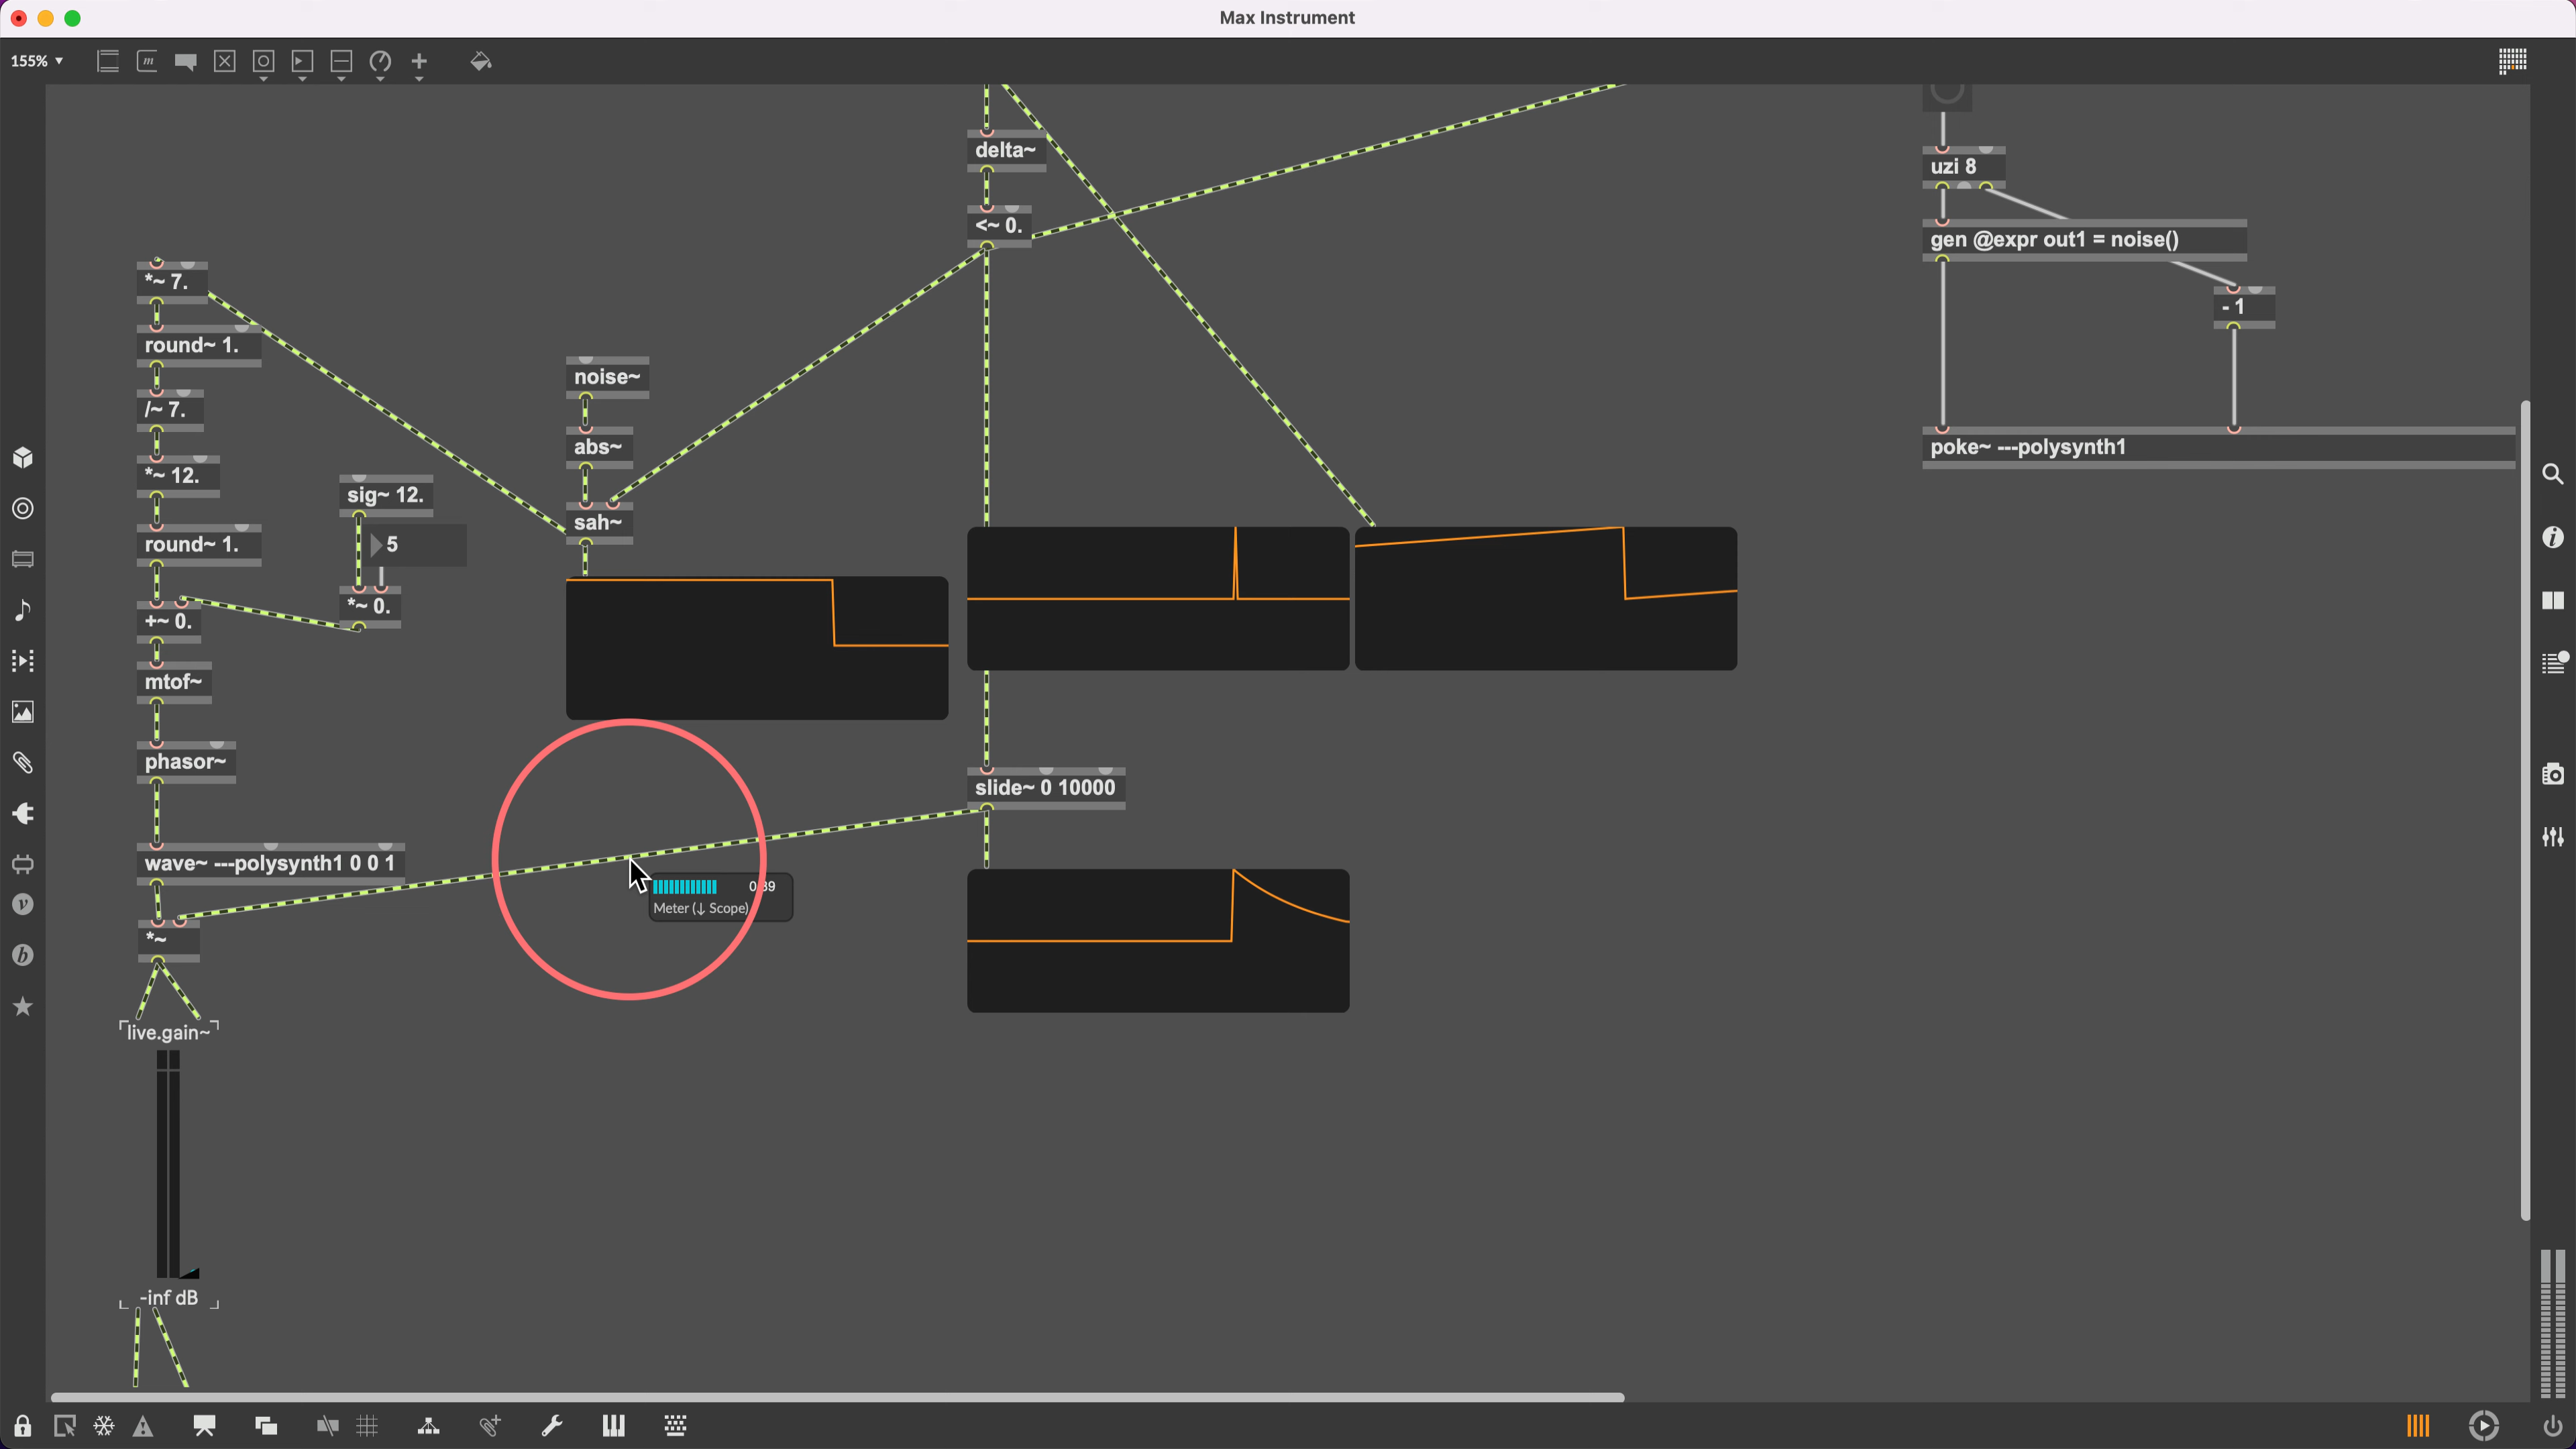 Max Instrument
155%
delta~
<~ 0.
uzi 8
gen @expr out1 = noise()
- 1
poke~ ---polysynth1
*~ 7.
round~ 1.
/~ 7.
*~ 12.
round~ 1.
+~ 0.
mtof~
phasor~
wave~ ---polysynth1 0 0 1
*~
live.gain~
-inf dB
sig~ 12.
5
*~ 0.
noise~
abs~
sah~
slide~ 0 10000
0.89
Meter (↓ Scope)